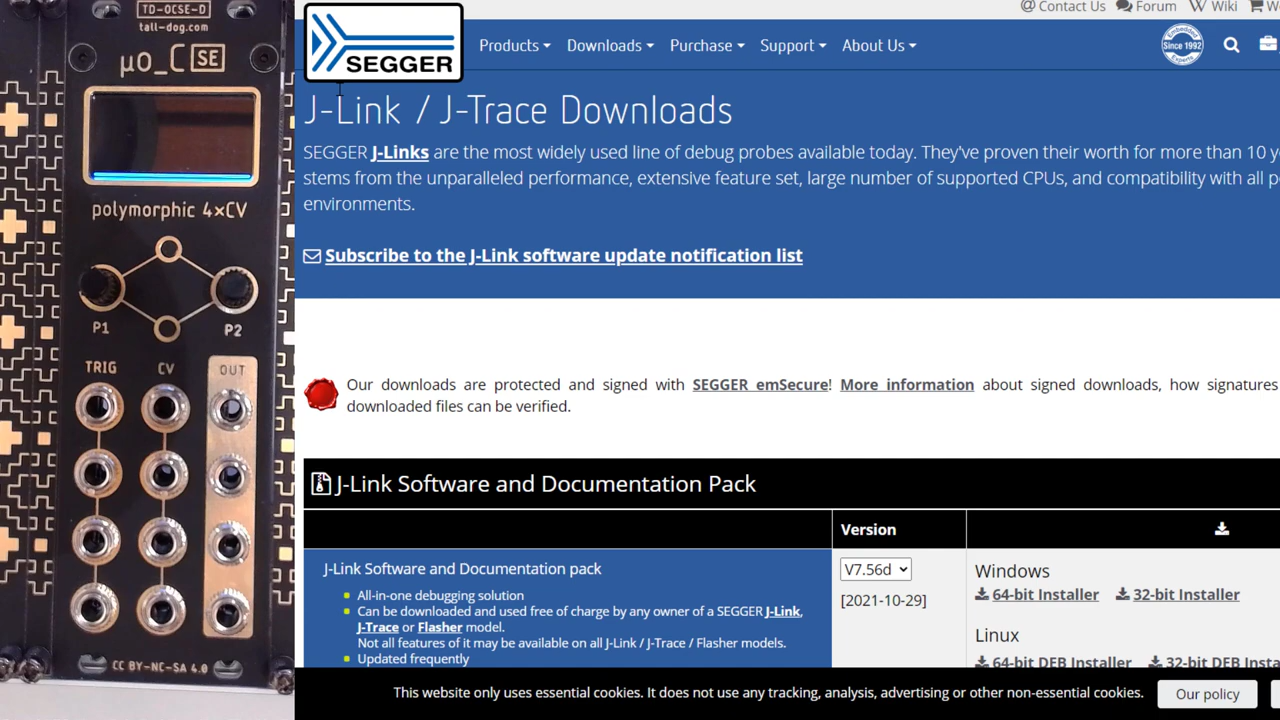 TD-OCSE-D
tall-dog.com
µO_C SE
polymorphic 4×CV
P1
P2
TRIG
CV
OUT
CC BY-NC-SA 4.0
Contact Us
Forum
Wiki
SEGGER
Products
Downloads
Purchase
Support
About Us
Embedded
Since 1992
Experts
J-Link / J-Trace Downloads
SEGGER J-Links are the most widely used line of debug probes available today. They've proven their worth for more than 10
stems from the unparalleled performance, extensive feature set, large number of supported CPUs, and compatibility with all
environments.
Subscribe to the J-Link software update notification list
Our downloads are protected and signed with SEGGER emSecure! More information about signed downloads, how signatures
downloaded files can be verified.
J-Link Software and Documentation Pack
Version
J-Link Software and Documentation pack
All-in-one debugging solution
Can be downloaded and used free of charge by any owner of a SEGGER J-Link,
J-Trace or Flasher model.
Not all features of it may be available on all J-Link / J-Trace / Flasher models.
Updated frequently
V7.56d
[2021-10-29]
Windows
64-bit Installer
32-bit Installer
Linux
64-bit DEB Installer
32-bit DEB
This website only uses essential cookies. It does not use any tracking, analysis, advertising or other non-essential cookies.
Our policy